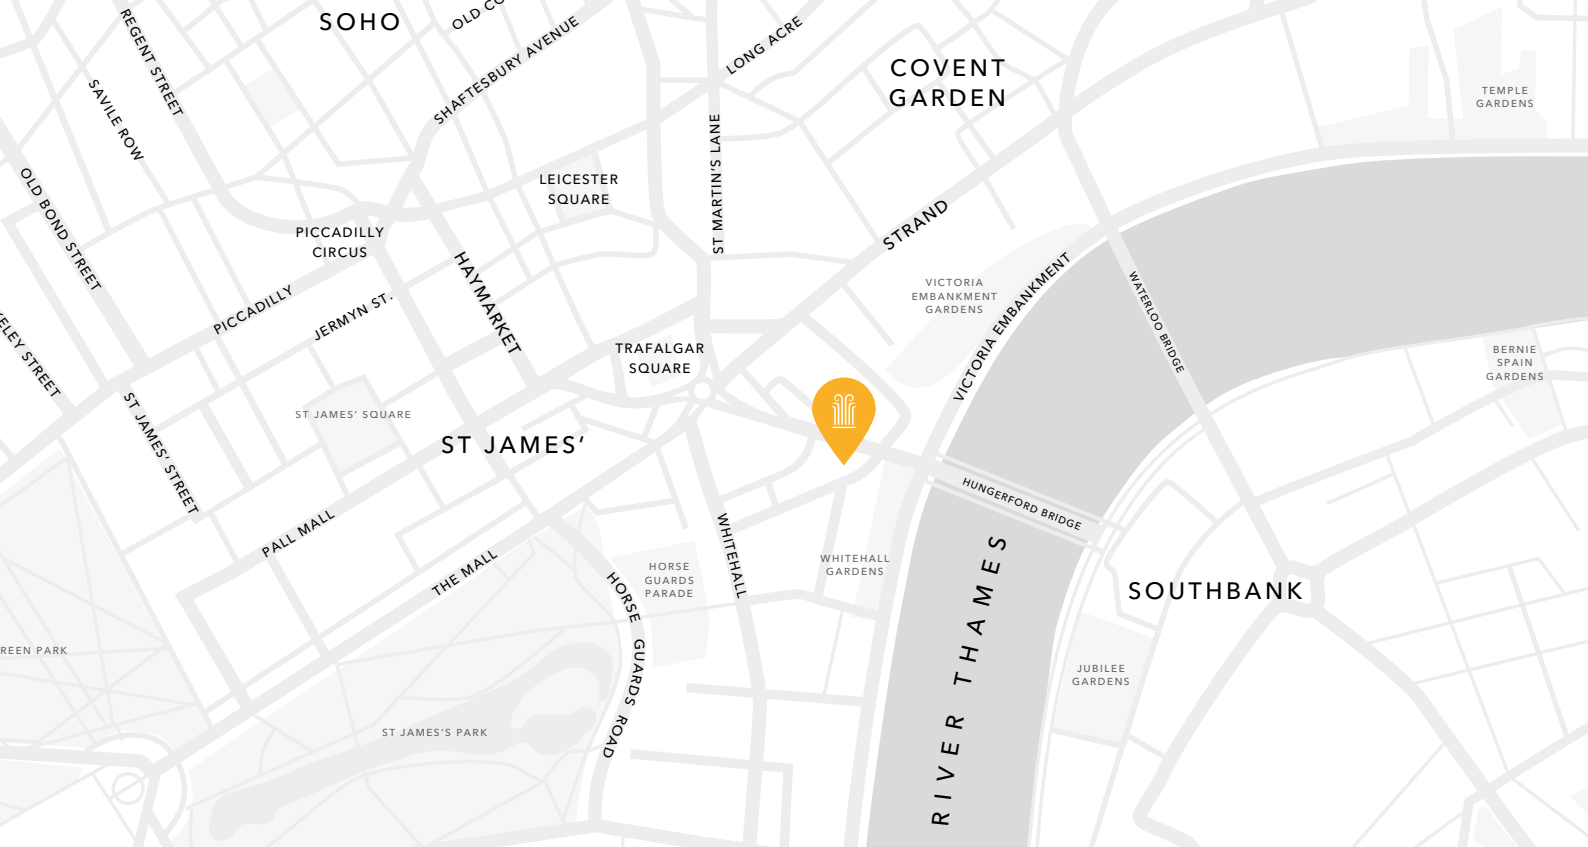 SOHO
OLD CO
REGENT STREET
SHAFTESBURY AVENUE
LONG ACRE
COVENT
GARDEN
TEMPLE
GARDENS
SAVILE ROW
ST MARTIN'S LANE
LEICESTER
SQUARE
OLD BOND STREET
STRAND
PICCADILLY
CIRCUS
HAYMARKET
VICTORIA
EMBANKMENT
GARDENS
VICTORIA EMBANKMENT
WATERLOO BRIDGE
PICCADILLY
JERMYN ST.
ELEY STREET
TRAFALGAR
SQUARE
BERNIE
SPAIN
GARDENS
ST JAMES' STREET
ST JAMES' SQUARE
ST JAMES'
HUNGERFORD BRIDGE
PALL MALL
THE MALL
WHITEHALL
HORSE
GUARDS
PARADE
WHITEHALL
GARDENS
HORSE GUARDS ROAD
RIVER THAMES
SOUTHBANK
REEN PARK
JUBILEE
GARDENS
ST JAMES'S PARK